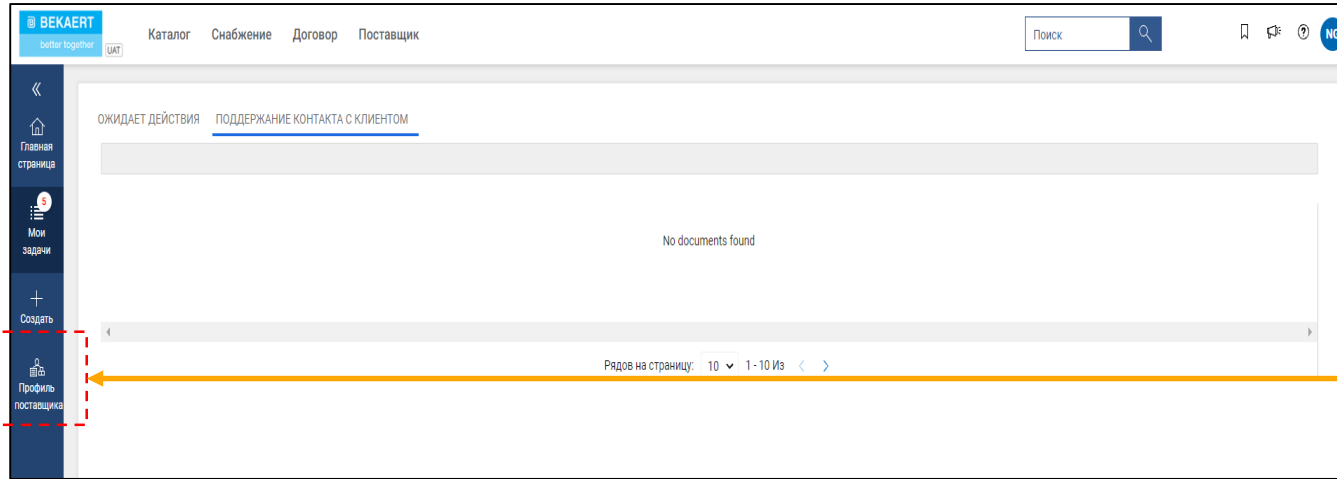 BEKAERT
better together
UAT
Каталог Снабжение Договор Поставщик
Поиск
NG
5
Главная
страница
Мои
задачи
Создать
Профиль
поставщика
ОЖИДАЕТ ДЕЙСТВИЯ ПОДДЕРЖАНИЕ КОНТАКТА С КЛИЕНТОМ
No documents found
Рядов на страницу: 10 1 - 10 Из